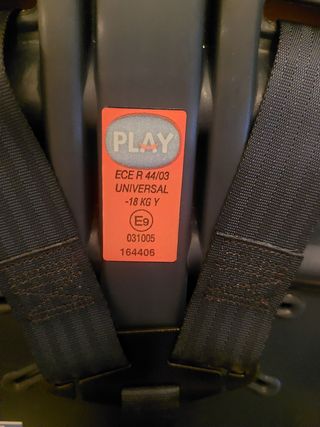 PLAY
ECE R 44/03
UNIVERSAL
-18 KG Y
E9
031005
164406